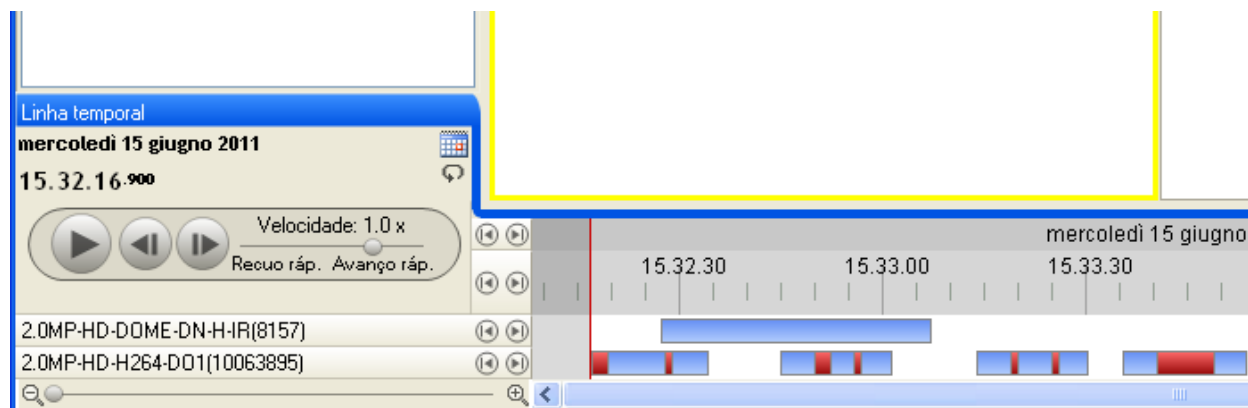 Linha temporal
mercoledì 15 giugno 2011
15.32.16.900
Velocidade: 1.0 x
Recuo ráp. Avanço ráp.
mercoledì 15 giugno
15.32.30 15.33.00 15.33.30
2.0MP-HD-DOME-DN-H-IR(8157)
2.0MP-HD-H264-DO1(10063895)